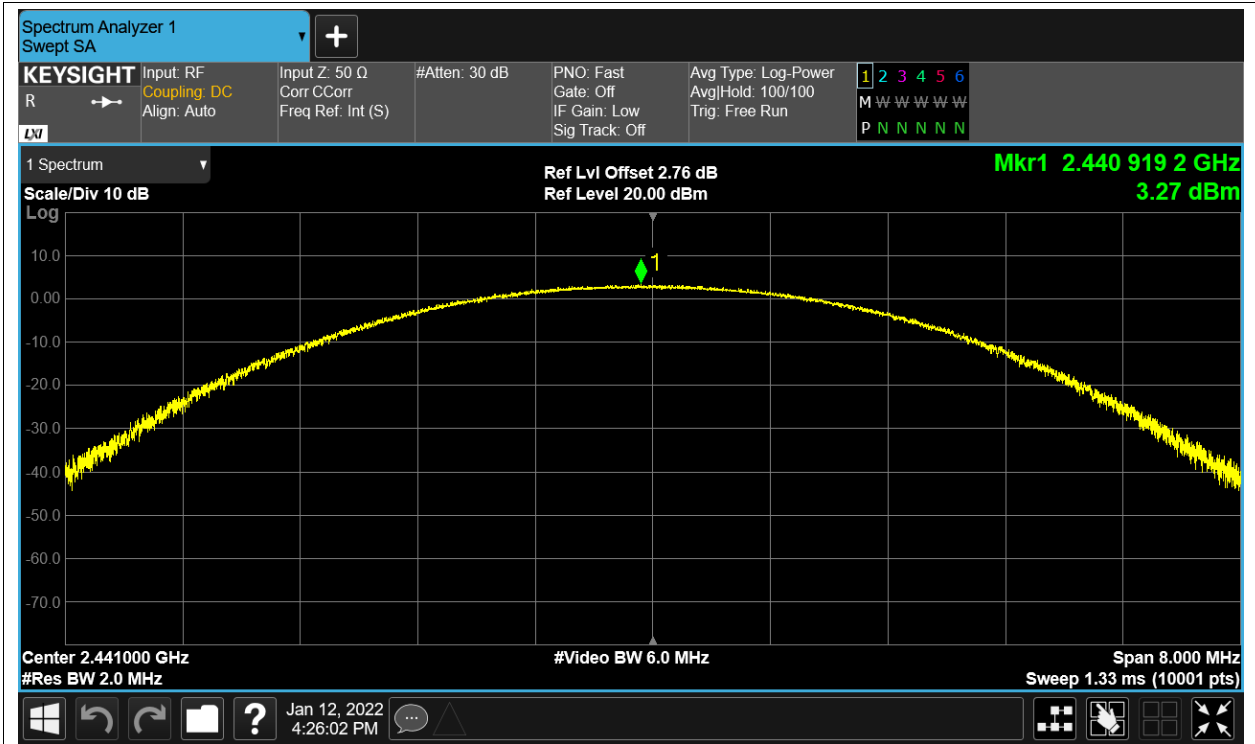 Spectrum Analyzer 1
Swept SA
KEYSIGHT
R
LXI
Input: RF
Coupling: DC
Align: Auto
Input Z: 50 Ω
Corr CCorr
Freq Ref: Int (S)
#Atten: 30 dB
PNO: Fast
Gate: Off
IF Gain: Low
Sig Track: Off
Avg Type: Log-Power
Avg|Hold: 100/100
Trig: Free Run
1 2 3 4 5 6
M W W W W W
P N N N N N
1 Spectrum
Scale/Div 10 dB
Log
Ref Lvl Offset 2.76 dB
Ref Level 20.00 dBm
Mkr1 2.440 919 2 GHz
3.27 dBm
1
10.0
0.00
-10.0
-20.0
-30.0
-40.0
-50.0
-60.0
-70.0
Center 2.441000 GHz
#Res BW 2.0 MHz
#Video BW 6.0 MHz
Span 8.000 MHz
Sweep 1.33 ms (10001 pts)
?
Jan 12, 2022
4:26:02 PM